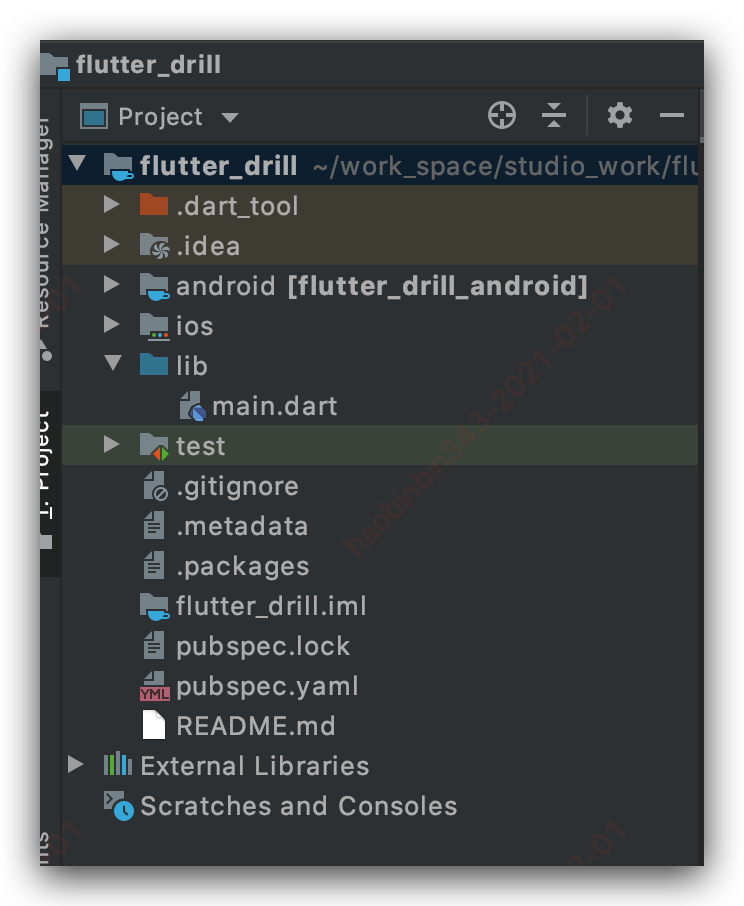 flutter_drill
Project
flutter_drill ~/work_space/studio_work/flu
.dart_tool
.idea
android [flutter_drill_android]
ios
lib
main.dart
test
.gitignore
.metadata
.packages
flutter_drill.iml
pubspec.lock
YML pubspec.yaml
README.md
External Libraries
Scratches and Consoles
Resource Manager
1: Project
haobinbin343-2021-02-01